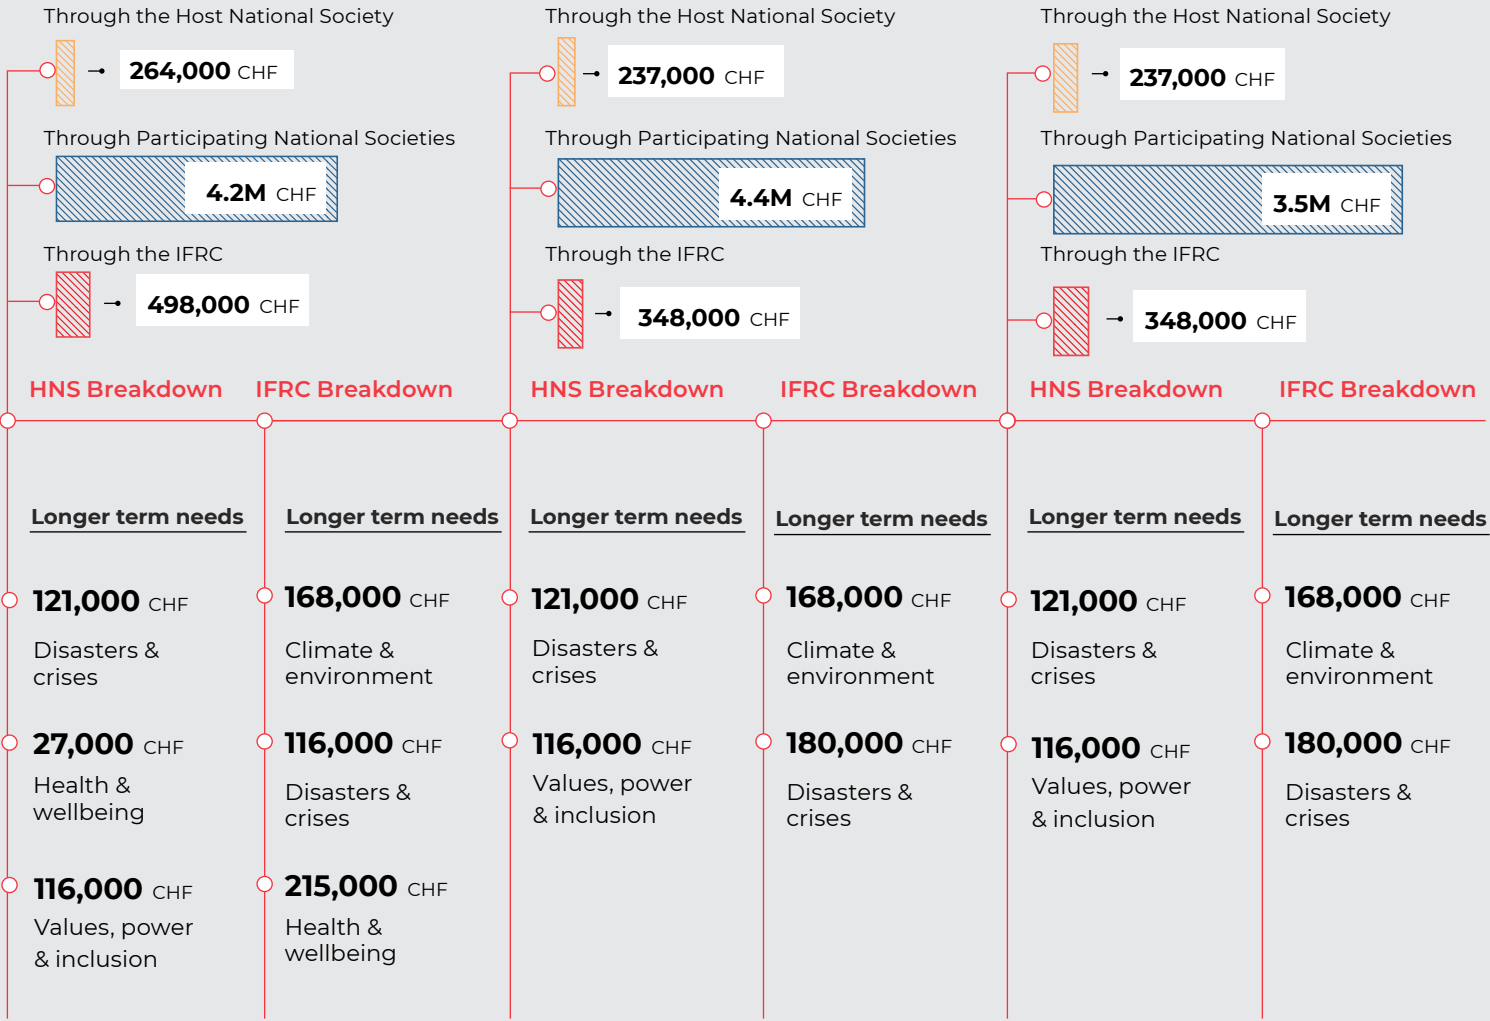 Through the Host National Society
264,000 CHF
Through Participating National Societies
4.2M CHF
Through the IFRC
498,000 CHF
HNS Breakdown
IFRC Breakdown
Longer term needs
121,000 CHF
Disasters &
crises
27,000 CHF
Health &
wellbeing
116,000 CHF
Values, power
& inclusion
Longer term needs
168,000 CHF
Climate &
environment
116,000 CHF
Disasters &
crises
215,000 CHF
Health &
wellbeing
Through the Host National Society
237,000 CHF
Through Participating National Societies
4.4M CHF
Through the IFRC
348,000 CHF
HNS Breakdown
IFRC Breakdown
Longer term needs
121,000 CHF
Disasters &
crises
116,000 CHF
Values, power
& inclusion
Longer term needs
168,000 CHF
Climate &
environment
180,000 CHF
Disasters &
crises
Through the Host National Society
237,000 CHF
Through Participating National Societies
3.5M CHF
Through the IFRC
348,000 CHF
HNS Breakdown
IFRC Breakdown
Longer term needs
121,000 CHF
Disasters &
crises
116,000 CHF
Values, power
& inclusion
Longer term needs
168,000 CHF
Climate &
environment
180,000 CHF
Disasters &
crises